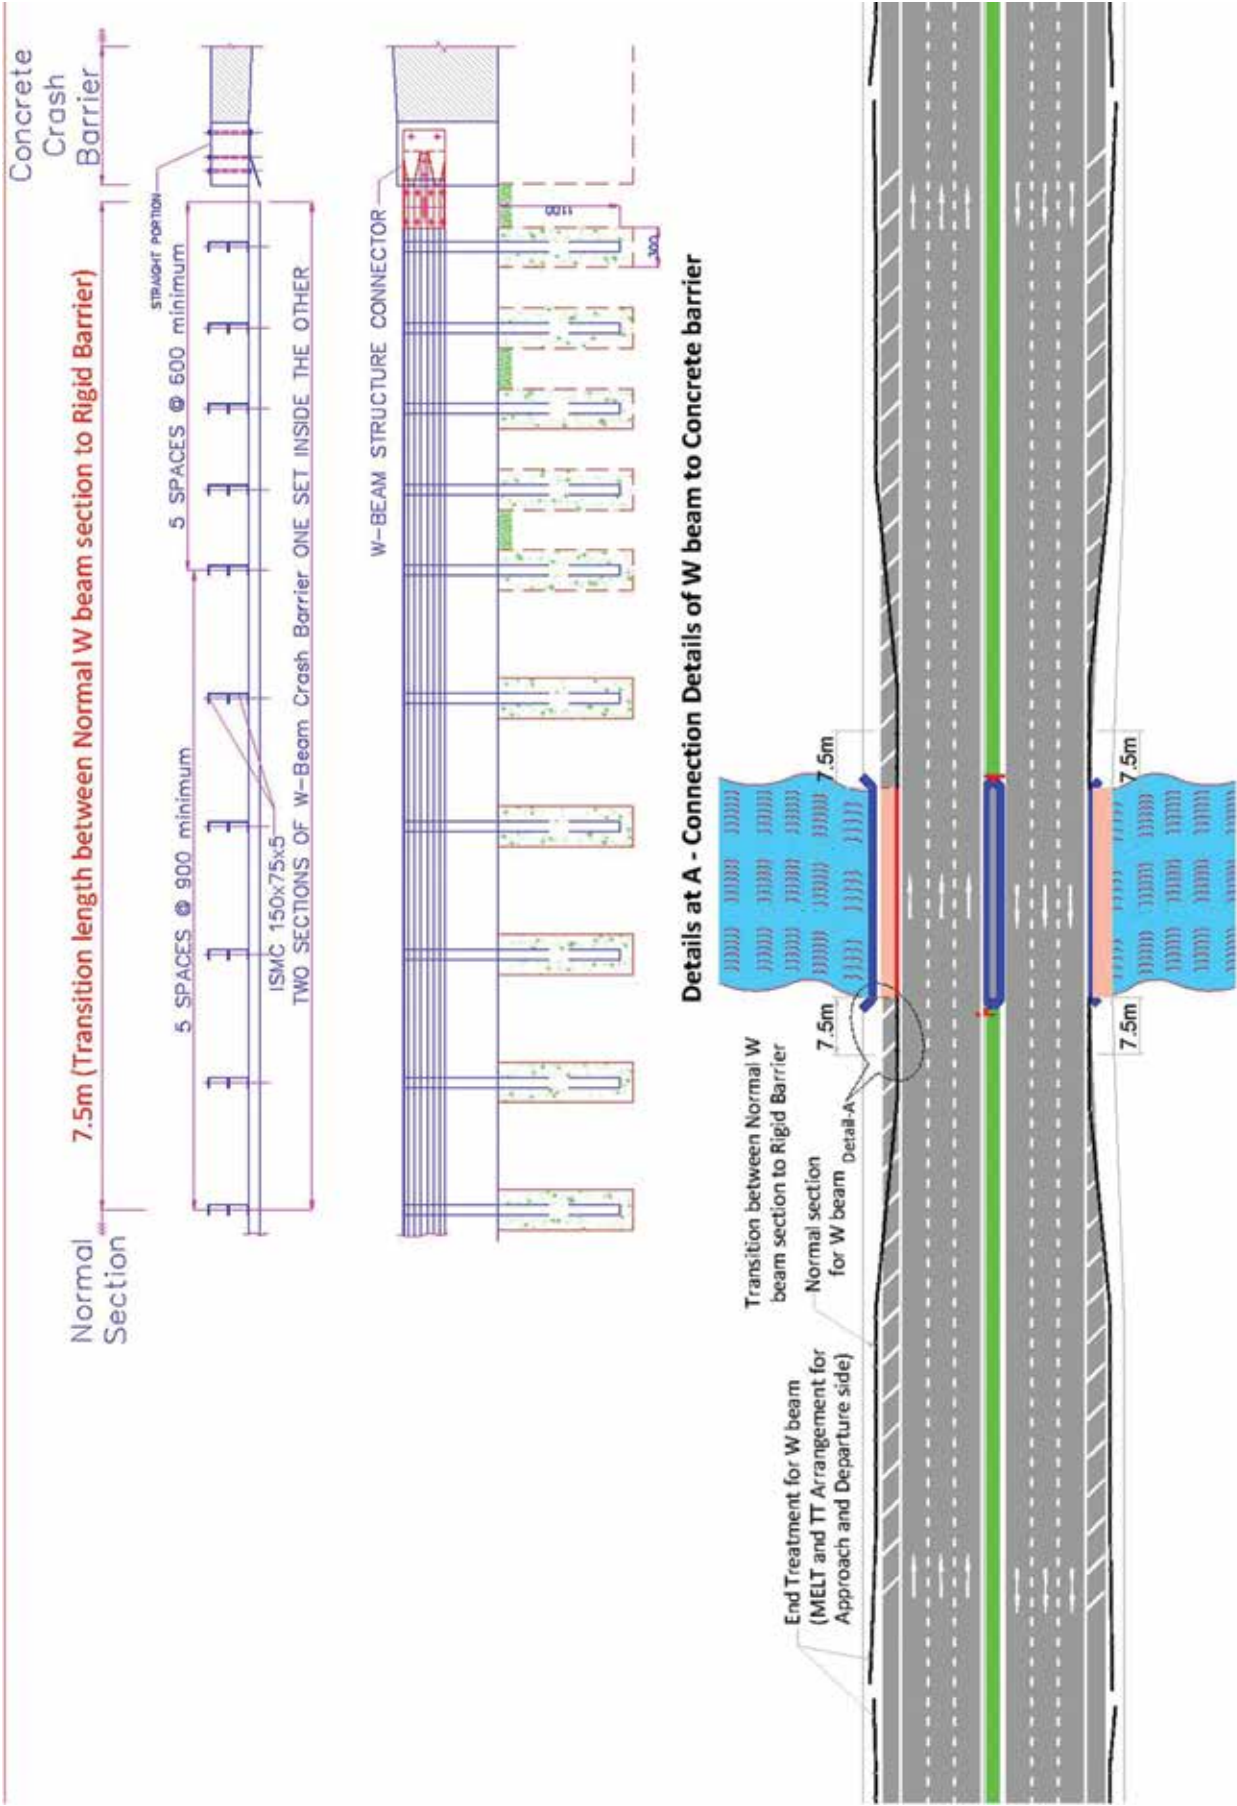 Concrete
Crash
Barrier
7.5m (Transition length between Normal W beam section to Rigid Barrier)
Normal
Section
STRAIGHT PORTION
5 SPACES @ 600 minimum
5 SPACES @ 900 minimum
ISMC 150x75x5
TWO SECTIONS OF W-Beam Crash Barrier ONE SET INSIDE THE OTHER
W-BEAM STRUCTURE CONNECTOR
1100
300
Details at A - Connection Details of W beam to Concrete barrier
Transition between Normal W
beam section to Rigid Barrier
Normal section
for W beam
Detail-A
End Treatment for W beam
(MELT and TT Arrangement for
Approach and Departure side)
7.5m
7.5m
7.5m
7.5m